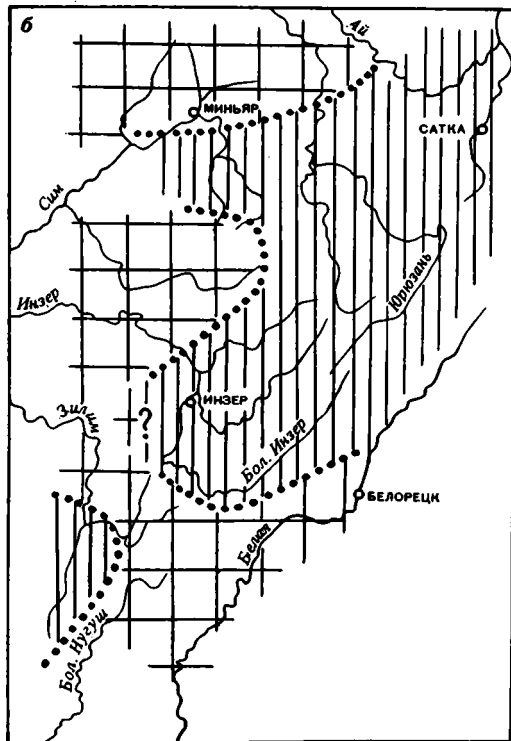 б
Ай
МИНЬЯР
САТКА
Сим
Юрюзань
Инзер
ИНЗЕР
Зилим
?
Бол. Инзер
БЕЛОРЕЦК
Белая
Бол. Нугуш